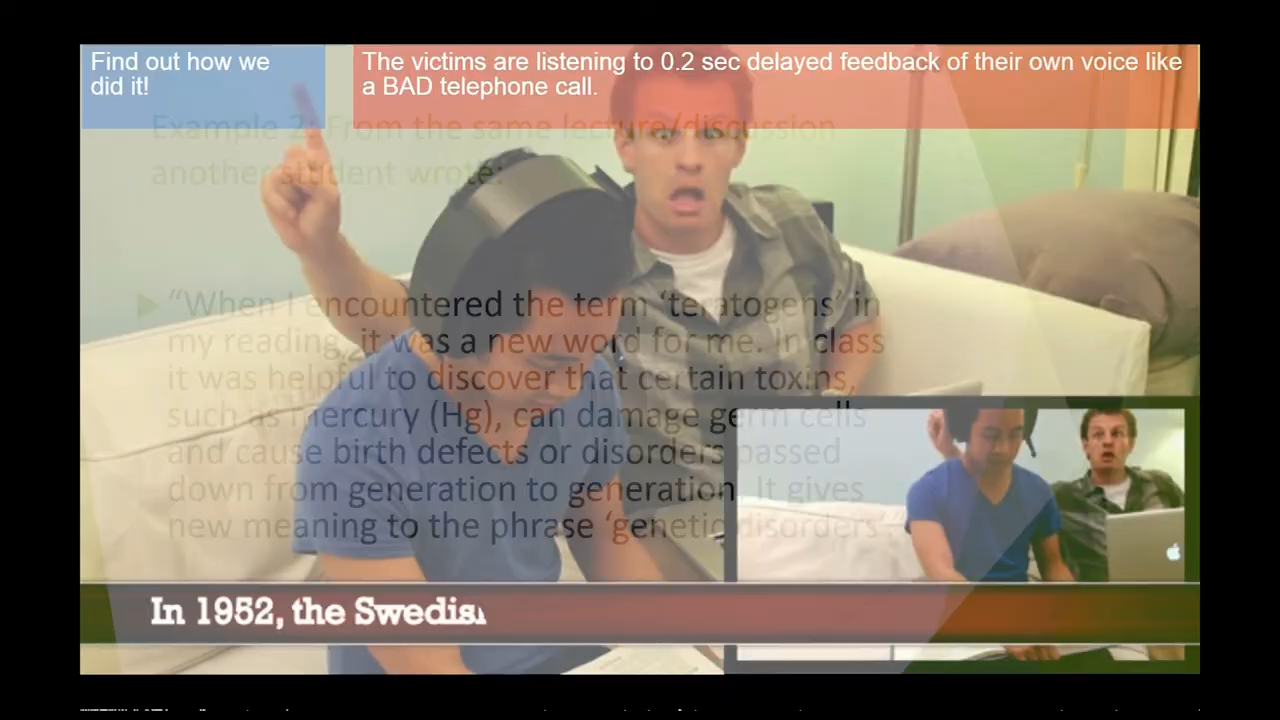 Find out how we
did it!
The victims are listening to 0.2 sec delayed feedback of their own voice like
a BAD telephone call.
Example 2: From the same lecture/discussion
another student wrote:
“When I encountered the term ‘teratogens’ in
my reading, it was a new word for me. In class
it was helpful to discover that certain toxins,
such as mercury (Hg), can damage germ cells
and cause birth defects or disorders passed
down from generation to generation. It gives
new meaning to the phrase ‘genetic disorders’
In 1952, the Swedis